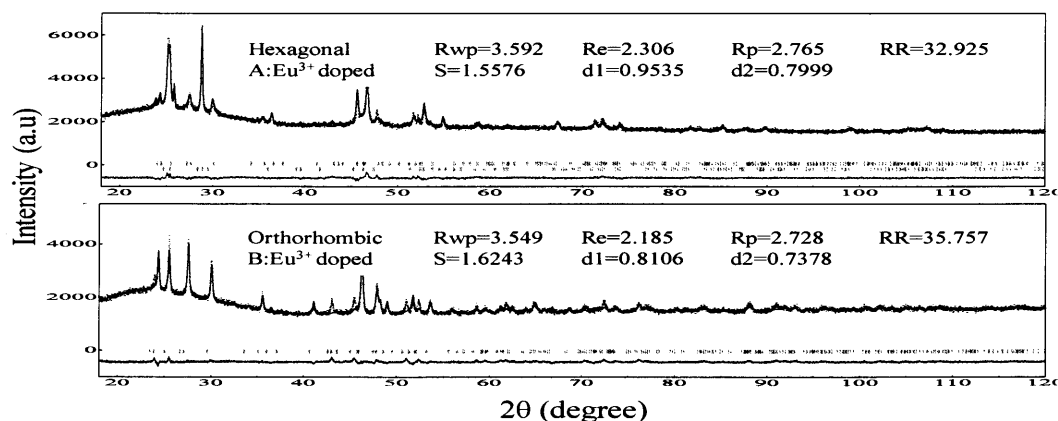 6000
4000
2000
0
Hexagonal Rwp=3.592 Re=2.306 Rp=2.765 RR=32.925
A:Eu³⁺ doped S=1.5576 d1=0.9535 d2=0.7999
20 30 40 50 60 70 80 90 100 110 120
Intensity (a.u)
4000
2000
0
Orthorhombic Rwp=3.549 Re=2.185 Rp=2.728 RR=35.757
B:Eu³⁺ doped S=1.6243 d1=0.8106 d2=0.7378
20 30 40 50 60 70 80 90 100 110 120
2θ (degree)